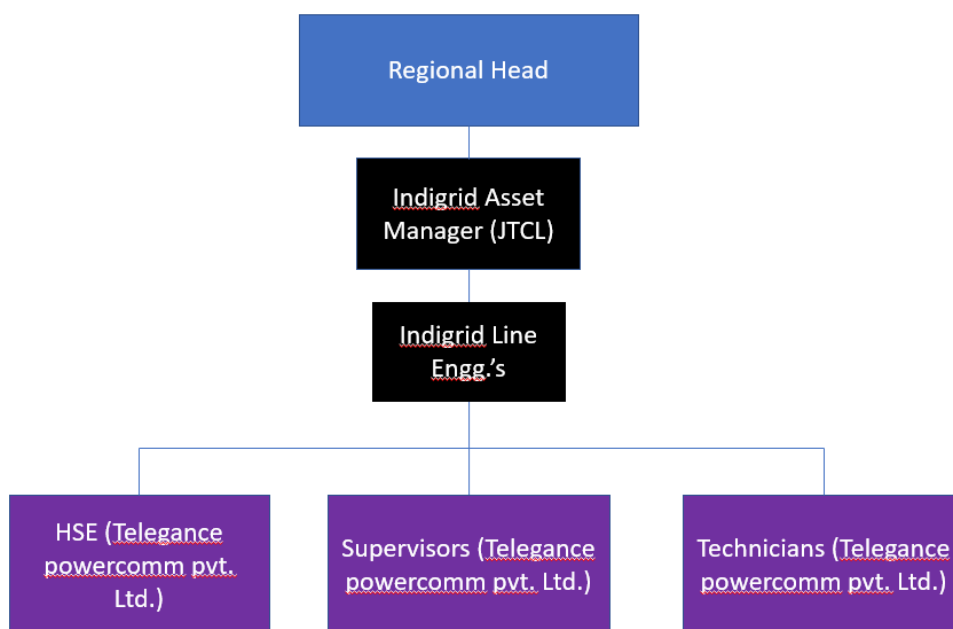 Regional Head
Indigrid Asset
Manager (JTCL)
Indigrid Line
Engg.’s
HSE (Telegance
powercomm pvt.
Ltd.)
Supervisors (Telegance
powercomm pvt. Ltd.)
Technicians (Telegance
powercomm pvt. Ltd.)